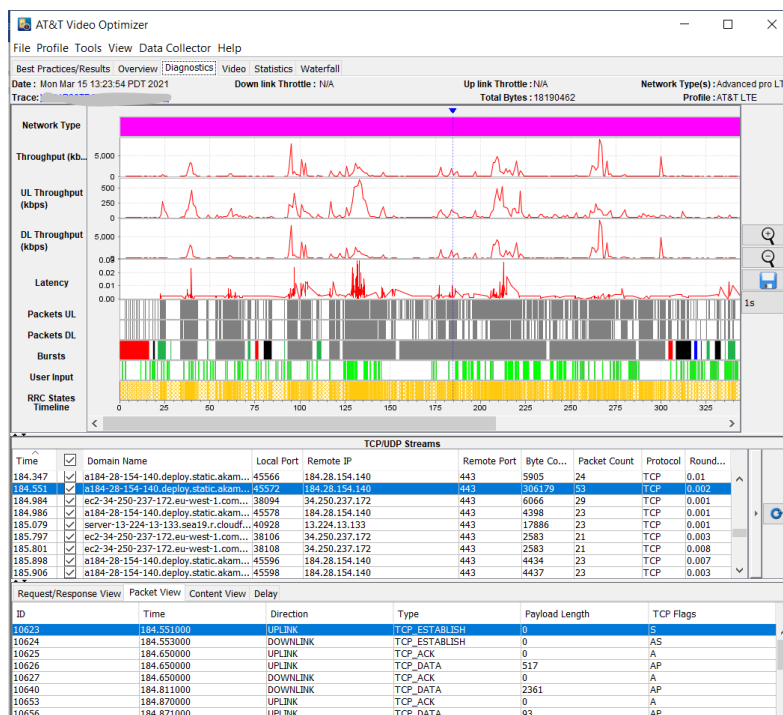 AT&T Video Optimizer
File Profile Tools View Data Collector Help
Best Practices/Results Overview Diagnostics Video Statistics Waterfall
Date : Mon Mar 15 13:23:54 PDT 2021 Down link Throttle : N/A Up link Throttle : N/A Network Type(s) : Advanced pro LT
Trace: Total Bytes : 18190462 Profile : AT&T LTE
Network Type
Throughput (kb...
5,000
0
UL Throughput
(kbps)
500
250
0
DL Throughput
(kbps)
5,000
Latency
0.02
0.01
0.00
Packets UL
Packets DL
Bursts
User Input
RRC States
Timeline
0 25 50 75 100 125 150 175 200 225 250 275 300 325
1s
TCP/UDP Streams
Time Domain Name Local Port Remote IP Remote Port Byte Co... Packet Count Protocol Round...
184.347 a184-28-154-140.deploy.static.akam... 45566 184.28.154.140 443 5905 24 TCP 0.01
184.551 a184-28-154-140.deploy.static.akam... 45572 184.28.154.140 443 306179 53 TCP 0.002
184.984 ec2-34-250-237-172.eu-west-1.com... 38094 34.250.237.172 443 6066 29 TCP 0.001
184.986 a184-28-154-140.deploy.static.akam... 45578 184.28.154.140 443 4398 23 TCP 0.001
185.079 server-13-224-13-133.sea19.r.cloudf... 40928 13.224.13.133 443 17886 23 TCP 0.001
185.797 ec2-34-250-237-172.eu-west-1.com... 38106 34.250.237.172 443 2583 21 TCP 0.003
185.801 ec2-34-250-237-172.eu-west-1.com... 38108 34.250.237.172 443 2583 21 TCP 0.008
185.898 a184-28-154-140.deploy.static.akam... 45596 184.28.154.140 443 4434 23 TCP 0.007
185.906 a184-28-154-140.deploy.static.akam... 45598 184.28.154.140 443 4437 23 TCP 0.003
Request/Response View Packet View Content View Delay
ID Time Direction Type Payload Length TCP Flags
10623 184.551000 UPLINK TCP_ESTABLISH 0 S
10624 184.553000 DOWNLINK TCP_ESTABLISH 0 AS
10625 184.650000 UPLINK TCP_ACK 0 A
10626 184.650000 UPLINK TCP_DATA 517 AP
10627 184.650000 DOWNLINK TCP_ACK 0 A
10640 184.811000 DOWNLINK TCP_DATA 2361 AP
10653 184.870000 UPLINK TCP_ACK 0 A
10656 184.871000 UPLINK TCP_DATA 93 AP